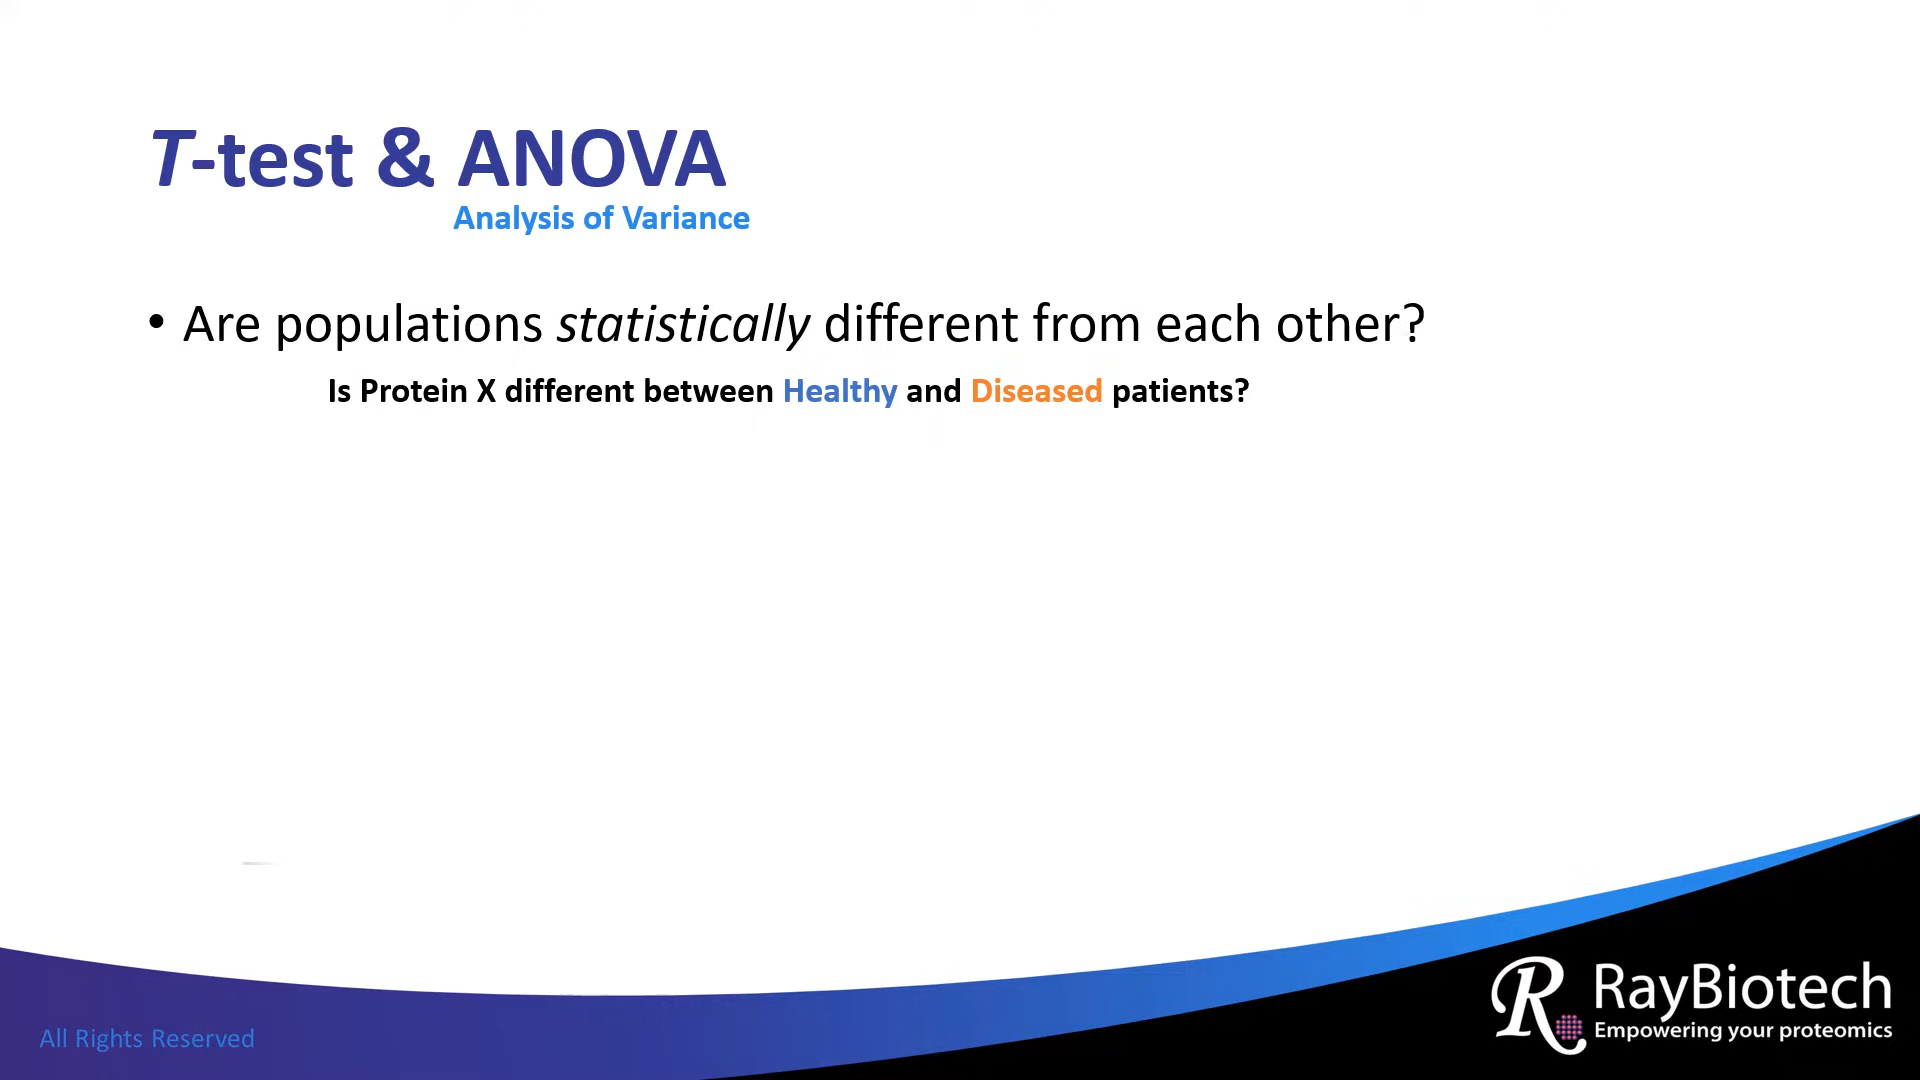 T-test & ANOVA
Analysis of Variance
• Are populations statistically different from each other?
Is Protein X different between Healthy and Diseased patients?
All Rights Reserved
R RayBiotech
Empowering your proteomics